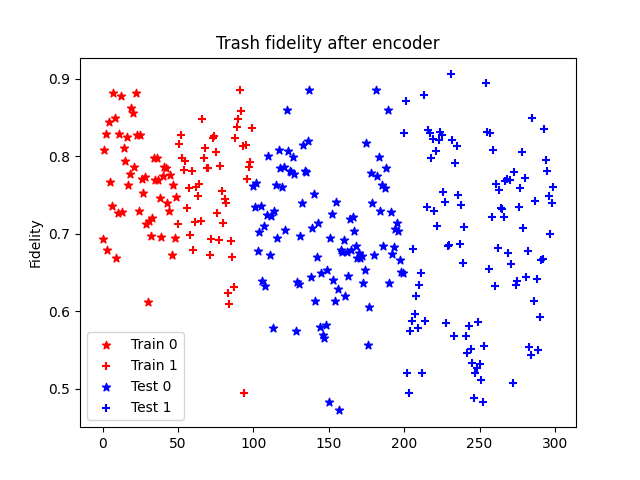 Trash fidelity after encoder
Fidelity
0.9
0.8
0.7
0.6
0.5
Train 0
Train 1
Test 0
Test 1
0 50 100 150 200 250 300